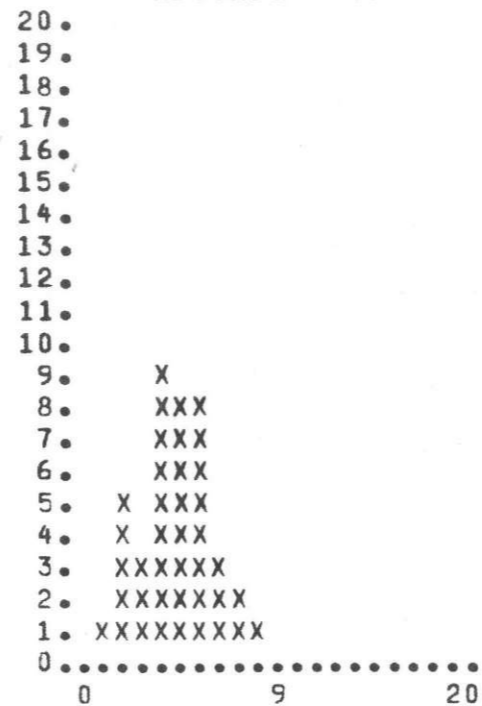 20.
19.
18.
17.
16.
15.
14.
13.
12.
11.
10.
9.     X
8.     XXX
7.     XXX
6.     XXX
5.   X XXX
4.   X XXX
3.   XXXXXX
2.   XXXXXXX
1.  XXXXXXXXX
0......................
0 9 20